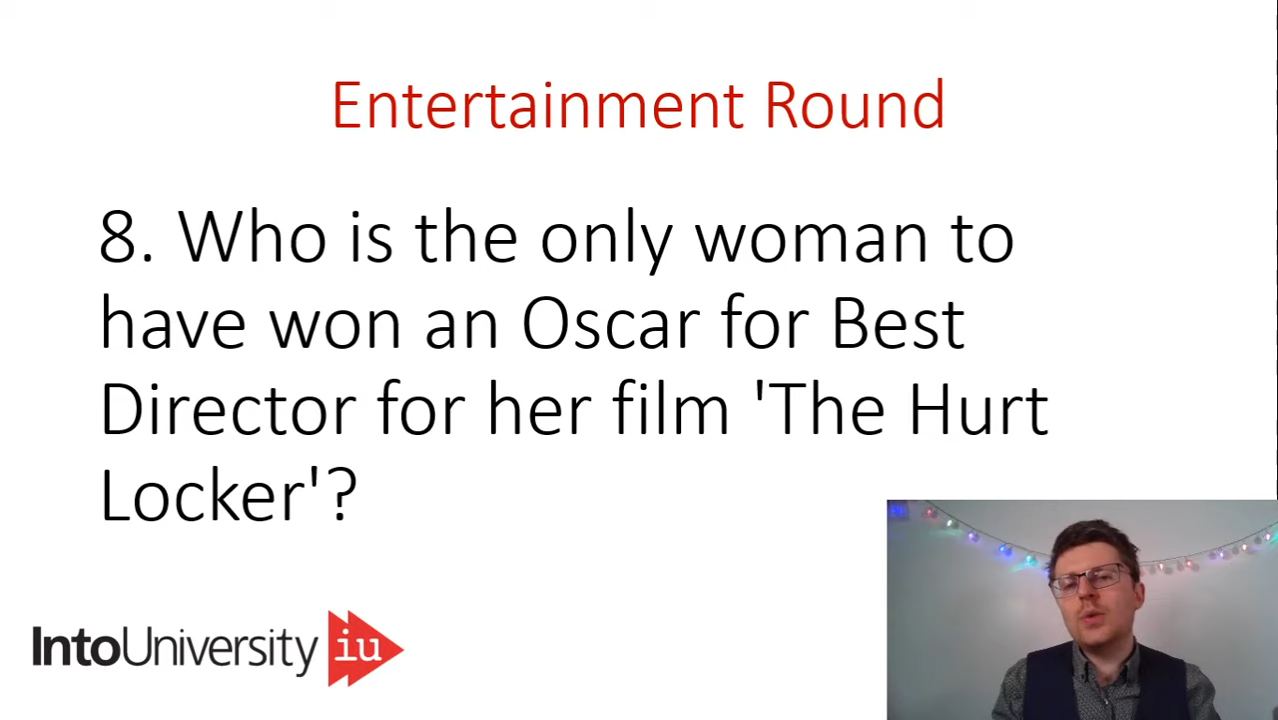 Entertainment Round
8. Who is the only woman to
have won an Oscar for Best
Director for her film 'The Hurt
Locker'?
IntoUniversity iu